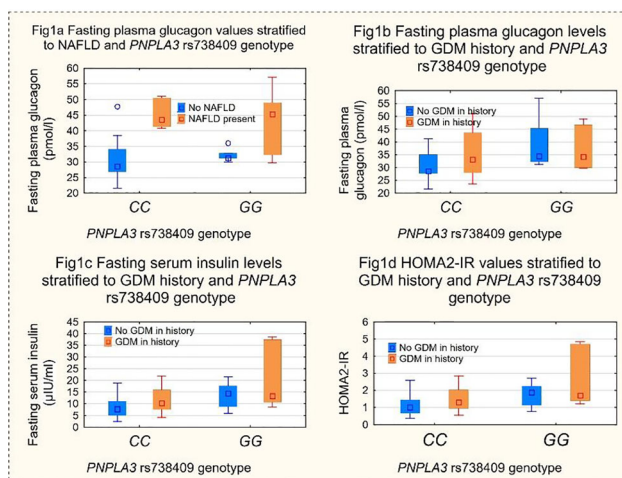 Fig1a Fasting plasma glucagon values stratified
to NAFLD and PNPLA3 rs738409 genotype
Fasting plasma glucagon
(pmol/l)
60
55
50
45
40
35
30
25
20
No NAFLD
NAFLD present
CC
GG
PNPLA3 rs738409 genotype
Fig1b Fasting plasma glucagon levels
stratified to GDM history and PNPLA3
rs738409 genotype
Fasting plasma
glucagon (pmol/l)
60
55
50
45
40
35
30
25
20
No GDM in history
GDM in history
CC
GG
PNPLA3 rs738409 genotype
Fig1c Fasting serum insulin levels
stratified to GDM history and PNPLA3
rs738409 genotype
Fasting serum insulin
(µIU/ml)
45
40
35
30
25
20
15
10
5
0
No GDM in history
GDM in history
CC
GG
PNPLA3 rs738409 genotype
Fig1d HOMA2-IR values stratified to
GDM history and PNPLA3 rs738409
genotype
HOMA2-IR
6
5
4
3
2
1
0
No GDM in history
GDM in history
CC
GG
PNPLA3 rs738409 genotype